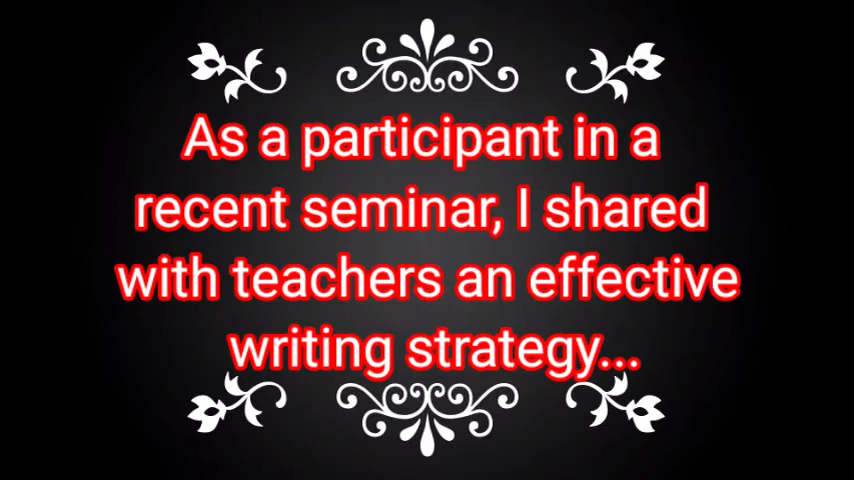 As a participant in a
recent seminar, I shared
with teachers an effective
writing strategy...